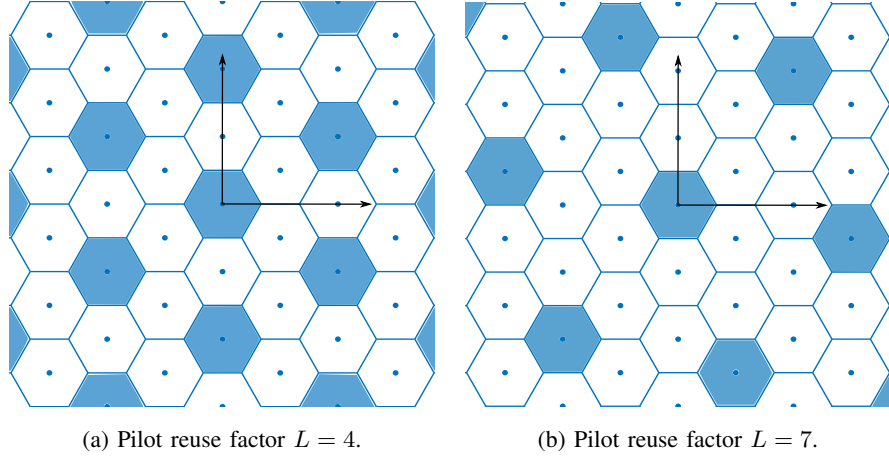 (a) Pilot reuse factor L = 4.
(b) Pilot reuse factor L = 7.